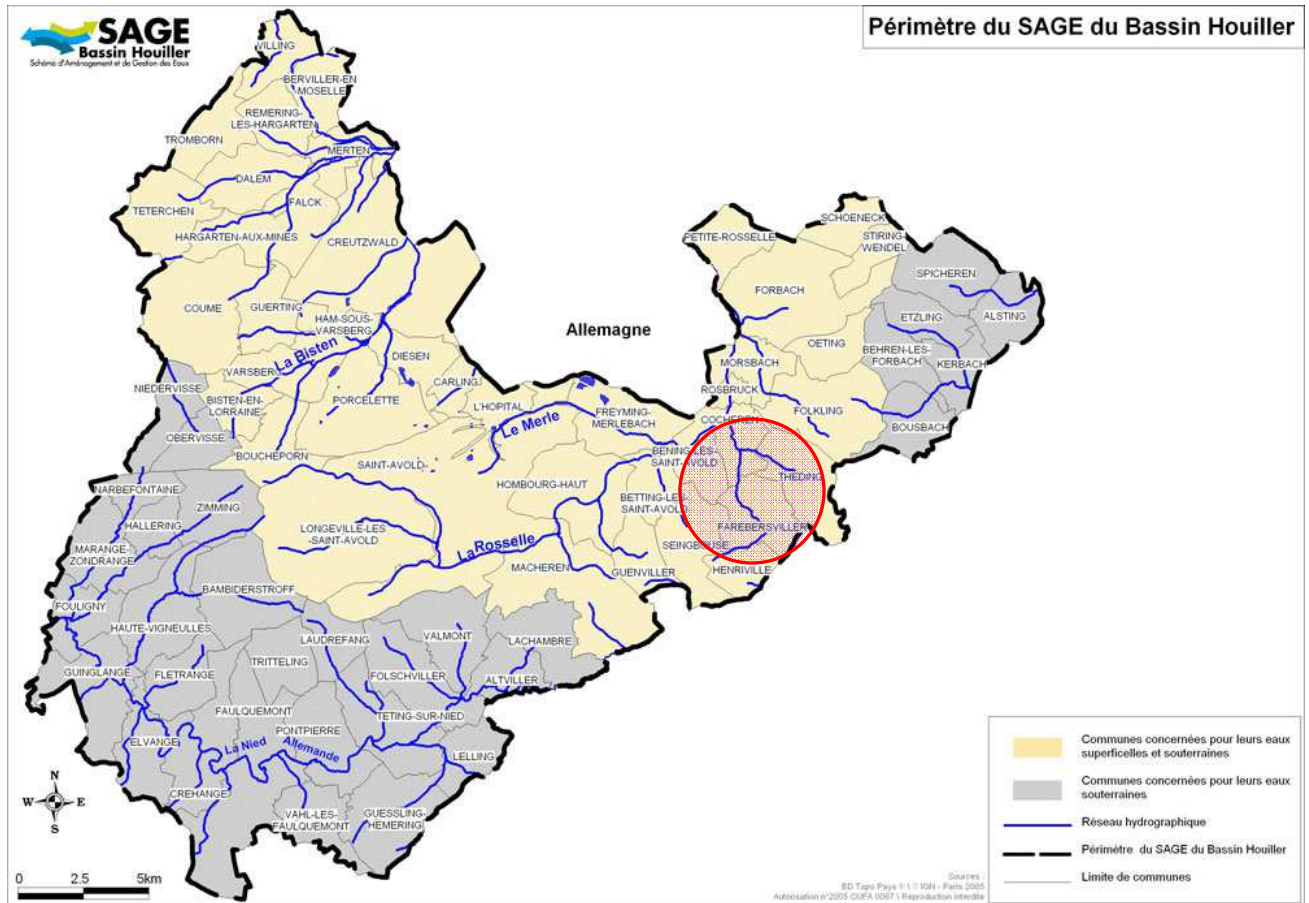 SAGE
Bassin Houiller
Schéma d'Aménagement et de Gestion des Eaux
Périmètre du SAGE du Bassin Houiller
VILLING
BERVILLER-EN
MOSELLE
REMERING-
LES-HARGARTEN
TROMBORN
MERTEN
DALEM
FALCK
TETERCHEN
HARGARTEN-AUX-MINES
CREUTZWALD
COUME
GUERTING
HAM-SOUS-
VARSBERG
La Bisten
DIESEN
VARSBERG
CARLING
NIEDERVISSE
BISTEN-EN-
LORRAINE
PORCELETTE
OBERVISSE
BOUCHEPORN
Allemagne
SCHOENECK
PETITE-ROSSELLE
STIRING-
WENDEL
SPICHEREN
FORBACH
ETZLING
ALSTING
OETING
BEHREN-LES-
FORBACH
KERBACH
MORSBACH
ROSBRUCK
FOLKLING
BOUSBACH
COCHEREN
L'HOPITAL
Le Merle
FREYMING-
MERLEBACH
BENING-LES-
SAINT-AVOLD
THEDING
SAINT-AVOLD
HOMBOURG-HAUT
BETTING-LES-
SAINT-AVOLD
FAREBERSVILLER
SEINGBOUSE
LONGEVILLE-LES
-SAINT-AVOLD
La Rosselle
MACHEREN
GUENVILLER
HENRIVILLE
NARBEFONTAINE
ZIMMING
HALLERING
MARANGE-
ZONDRANGE
BAMBIDERSTROFF
FOULIGNY
HAUTE-VIGNEULLES
LAUDREFANG
VALMONT
LACHAMBRE
TRITTELING
GUINGLANGE
FLETRANGE
FOLSCHVILLER
ALTVILLER
FAULQUEMONT
TETING-SUR-NIED
PONTPIERRE
ELVANGE
La Nied Allemande
LELLING
CREHANGE
VAHL-LES-
FAULQUEMONT
GUESSLING-
HEMERING
N
W E
S
0 2.5 5km
Communes concernées pour leurs eaux
superficelles et souterraines
Communes concernées pour leurs eaux
souterraines
Réseau hydrographique
Périmètre du SAGE du Bassin Houiller
Limite de communes
Sources :
Autorisation n°2005 CUFA 0067 \ Reproduction interdite